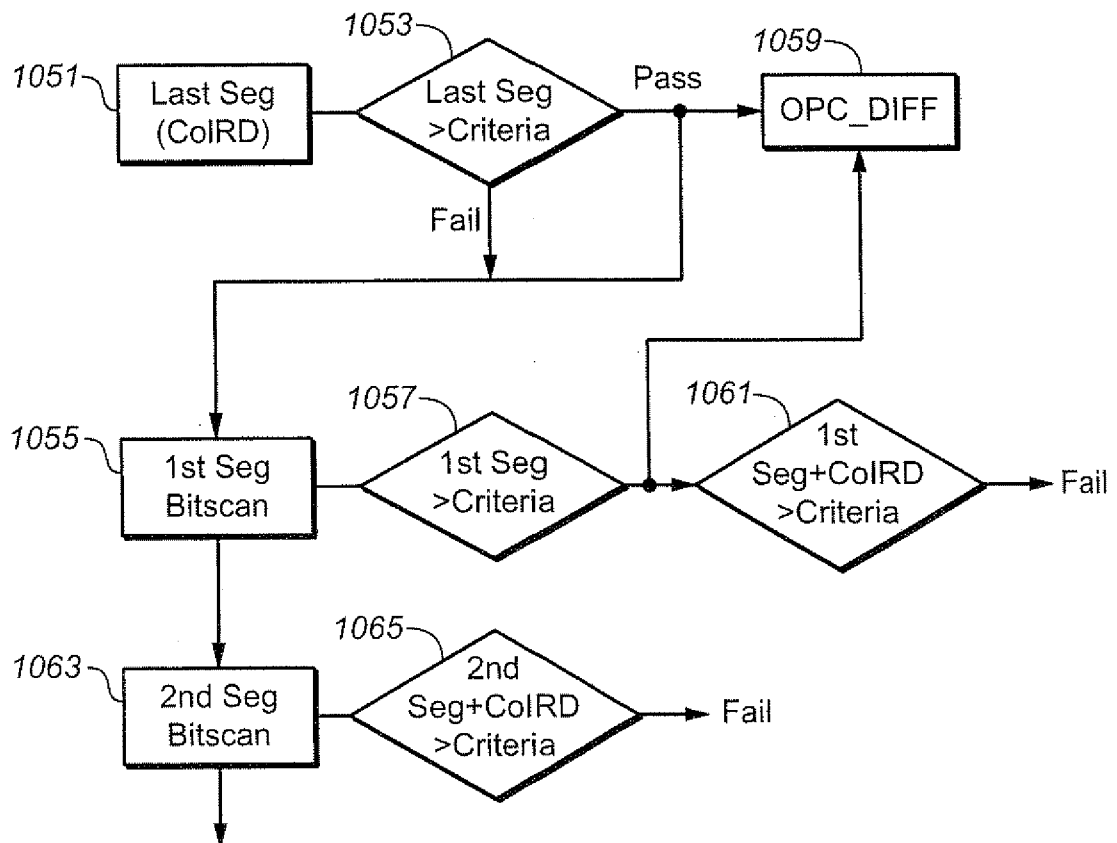 1051
Last Seg
(ColRD)
1053
Last Seg
>Criteria
Pass
Fail
1059
OPC_DIFF
1055
1st Seg
Bitscan
1057
1st Seg
>Criteria
1061
1st
Seg+ColRD
>Criteria
Fail
1063
2nd Seg
Bitscan
1065
2nd
Seg+ColRD
>Criteria
Fail